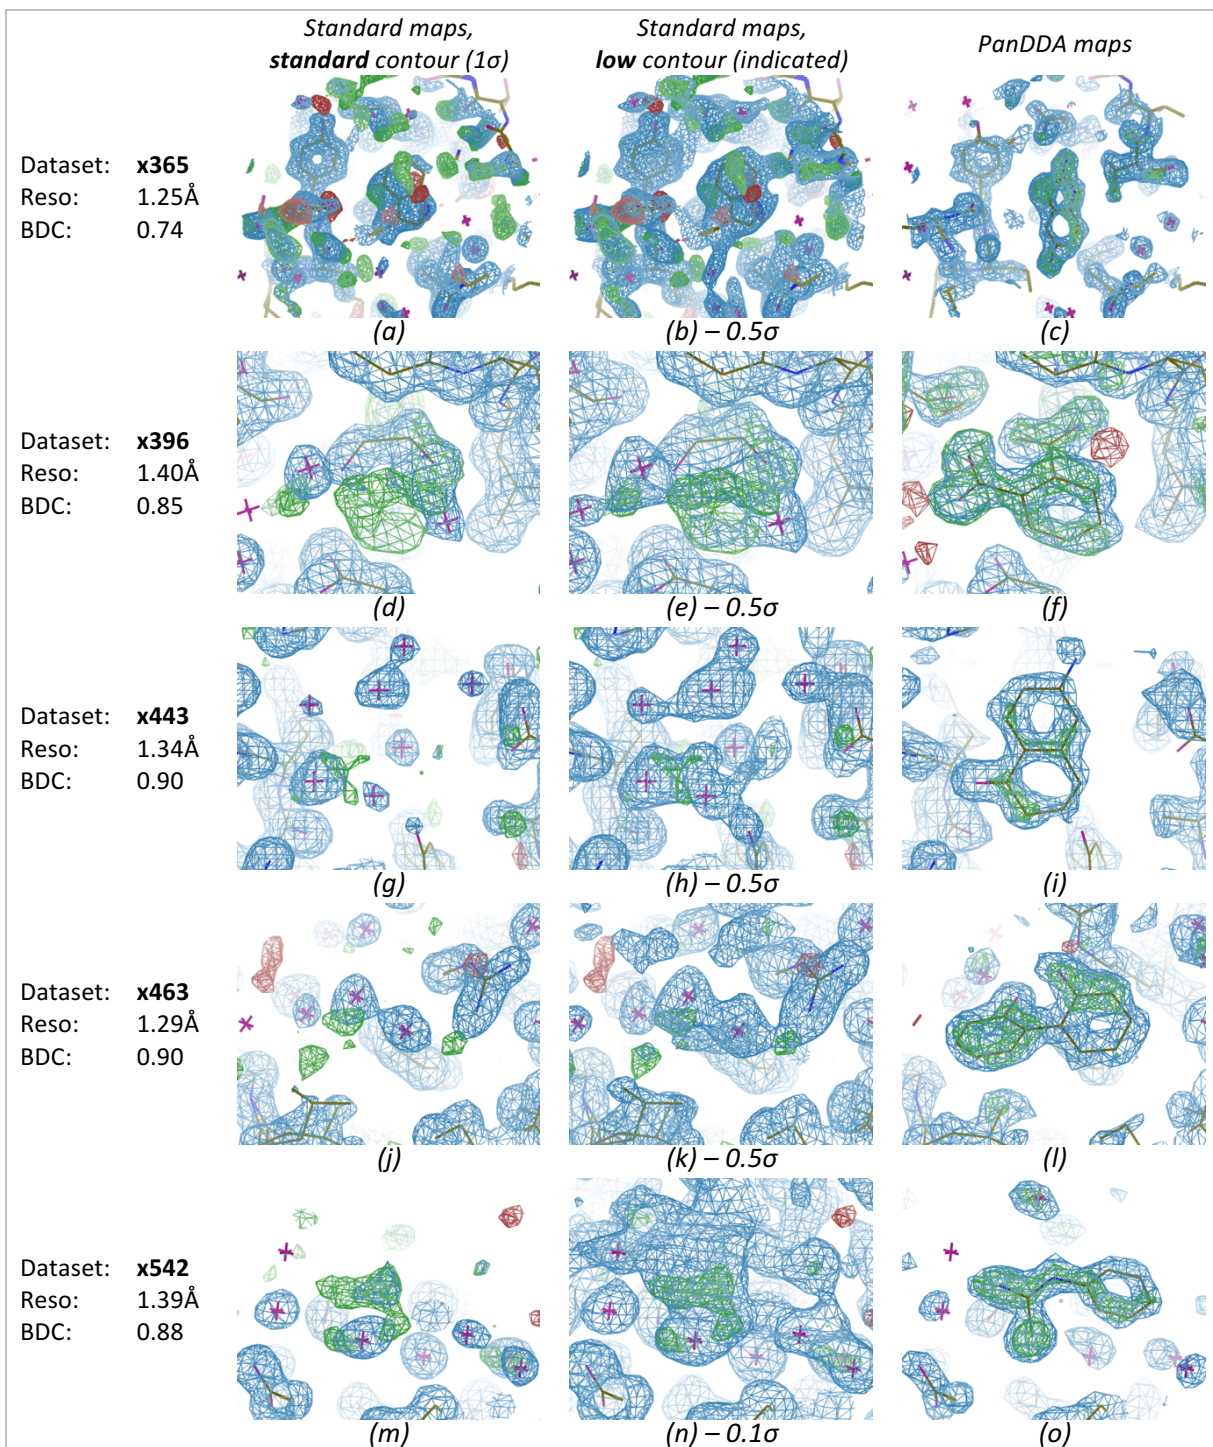 Standard maps,
standard contour (1σ)
Standard maps,
low contour (indicated)
PanDDA maps
Dataset: x365
Reso: 1.25Å
BDC: 0.74
(a)
(b) – 0.5σ
(c)
Dataset: x396
Reso: 1.40Å
BDC: 0.85
(d)
(e) – 0.5σ
(f)
Dataset: x443
Reso: 1.34Å
BDC: 0.90
(g)
(h) – 0.5σ
(i)
Dataset: x463
Reso: 1.29Å
BDC: 0.90
(j)
(k) – 0.5σ
(l)
Dataset: x542
Reso: 1.39Å
BDC: 0.88
(m)
(n) – 0.1σ
(o)